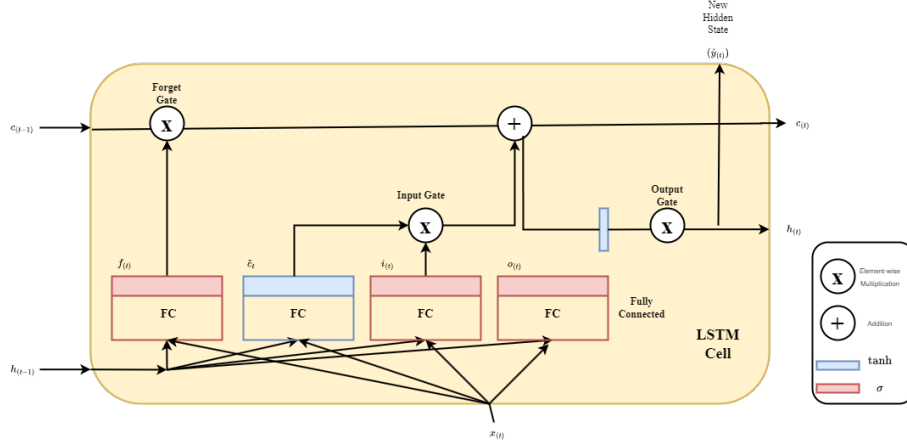 New
Hidden
State
(ŷ(t))
Forget
Gate
c(t-1)
c(t)
Input Gate
Output
Gate
h(t)
f(t)
ĉt
i(t)
o(t)
FC
FC
FC
FC
Fully
Connected
LSTM
Cell
h(t-1)
x(t)
X
+
X
X
X
Element-wise
Multiplication
+
Addition
tanh
σ